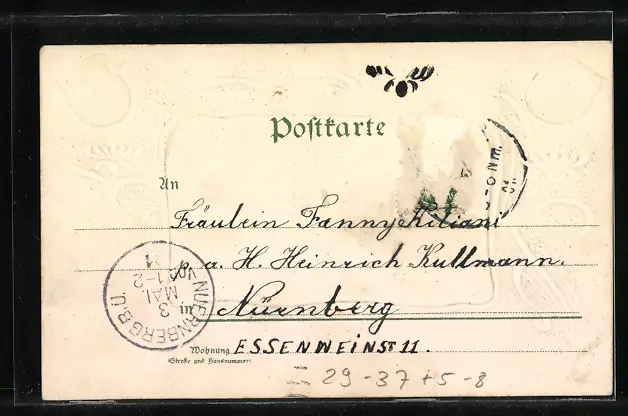 Postkarte
An
Fräulein Fanny Kiliani
p. a. H. Heinrich Kullmann.
in Nürnberg
Wohnung ESSENWEINST 11.
(Straße und Hausnummer)
NUERNBERG B.U.
3
MAI.
29-37+5-8